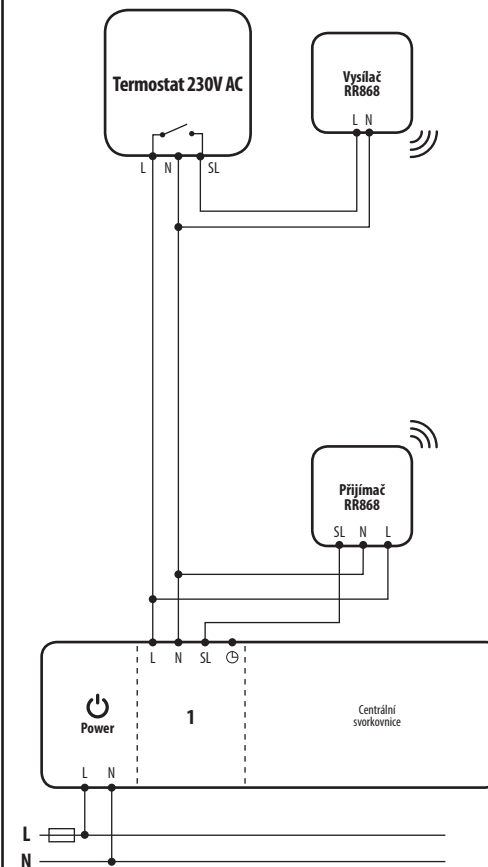 Termostat 230V AC
L N SL
Vysílač
RR868
L N
Přijímač
RR868
SL N L
L N SL
Power
1
Centrální
svorkovnice
L N
L
N